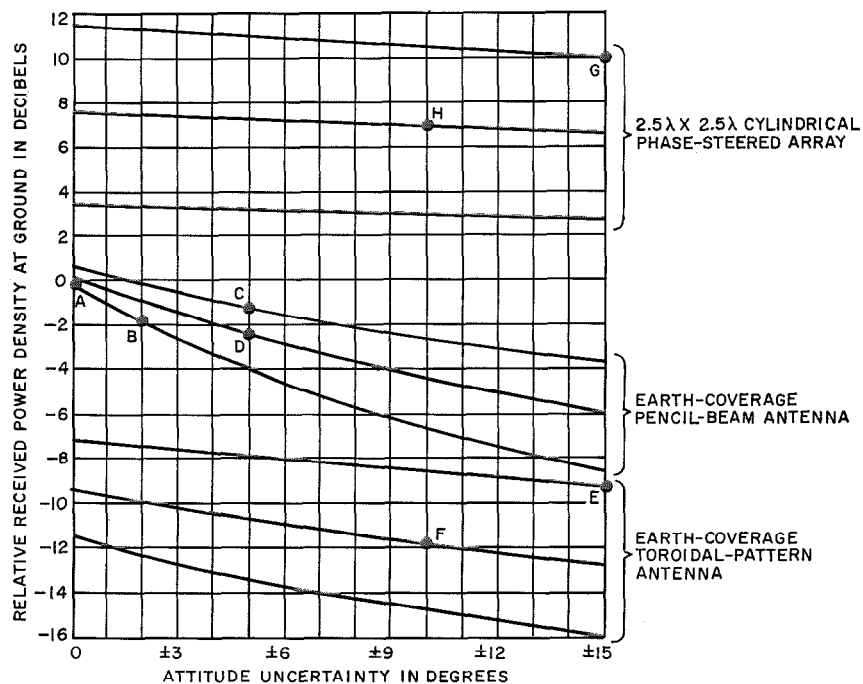 RELATIVE RECEIVED POWER DENSITY AT GROUND IN DECIBELS
12
10
8
6
4
2
0
-2
-4
-6
-8
-10
-12
-14
-16
A
B
C
D
E
F
G
H
2.5λ X 2.5λ CYLINDRICAL
PHASE-STEERED ARRAY
EARTH-COVERAGE
PENCIL-BEAM ANTENNA
EARTH-COVERAGE
TOROIDAL-PATTERN
ANTENNA
0 ±3 ±6 ±9 ±12 ±15
ATTITUDE UNCERTAINTY IN DEGREES